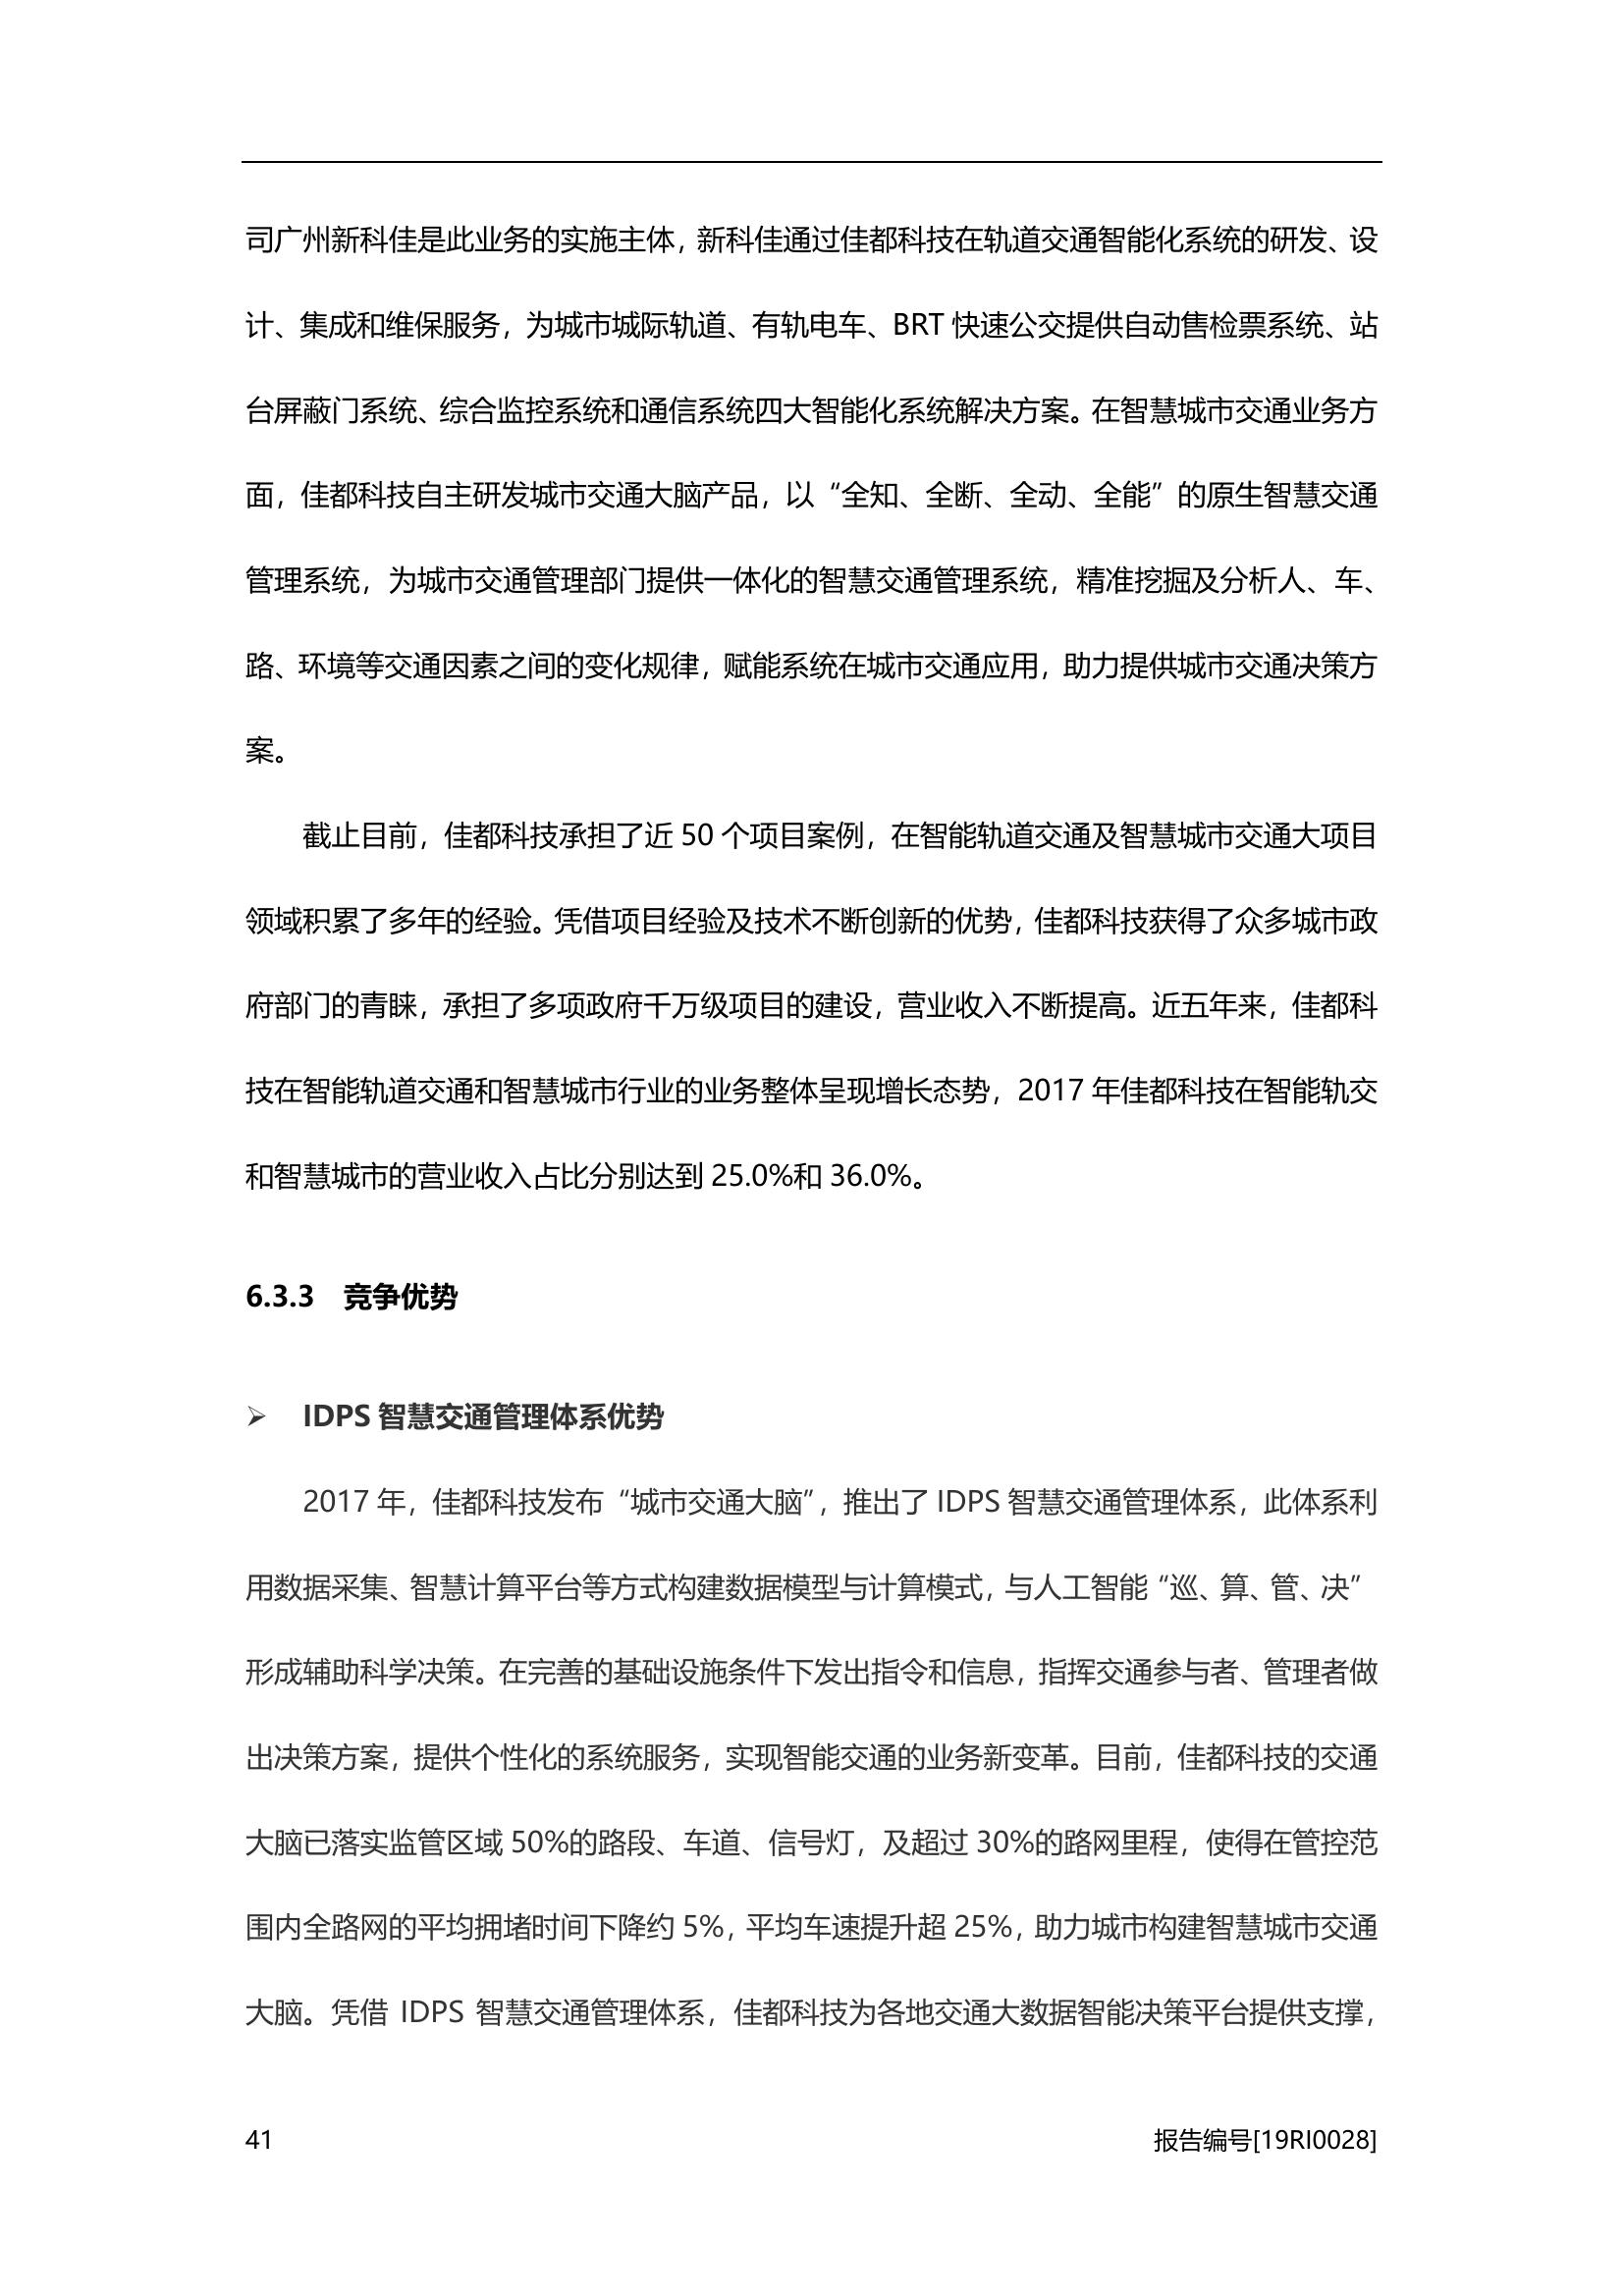 司广州新科佳是此业务的实施主体，新科佳通过佳都科技在轨道交通智能化系统的研发、设
计、集成和维保服务，为城市城际轨道、有轨电车、BRT 快速公交提供自动售检票系统、站
台屏蔽门系统、综合监控系统和通信系统四大智能化系统解决方案。在智慧城市交通业务方
面，佳都科技自主研发城市交通大脑产品，以“全知、全断、全动、全能”的原生智慧交通
管理系统，为城市交通管理部门提供一体化的智慧交通管理系统，精准挖掘及分析人、车、
路、环境等交通因素之间的变化规律，赋能系统在城市交通应用，助力提供城市交通决策方
案。
截止目前，佳都科技承担了近 50 个项目案例，在智能轨道交通及智慧城市交通大项目
领域积累了多年的经验。凭借项目经验及技术不断创新的优势，佳都科技获得了众多城市政
府部门的青睐，承担了多项政府千万级项目的建设，营业收入不断提高。近五年来，佳都科
技在智能轨道交通和智慧城市行业的业务整体呈现增长态势，2017 年佳都科技在智能轨交
和智慧城市的营业收入占比分别达到 25.0%和 36.0%。
6.3.3 竞争优势
➢ IDPS 智慧交通管理体系优势
2017 年，佳都科技发布“城市交通大脑”，推出了 IDPS 智慧交通管理体系，此体系利
用数据采集、智慧计算平台等方式构建数据模型与计算模式，与人工智能“巡、算、管、决”
形成辅助科学决策。在完善的基础设施条件下发出指令和信息，指挥交通参与者、管理者做
出决策方案，提供个性化的系统服务，实现智能交通的业务新变革。目前，佳都科技的交通
大脑已落实监管区域 50%的路段、车道、信号灯，及超过 30%的路网里程，使得在管控范
围内全路网的平均拥堵时间下降约 5%，平均车速提升超 25%，助力城市构建智慧城市交通
大脑。凭借 IDPS 智慧交通管理体系，佳都科技为各地交通大数据智能决策平台提供支撑，
41 报告编号[19RI0028]